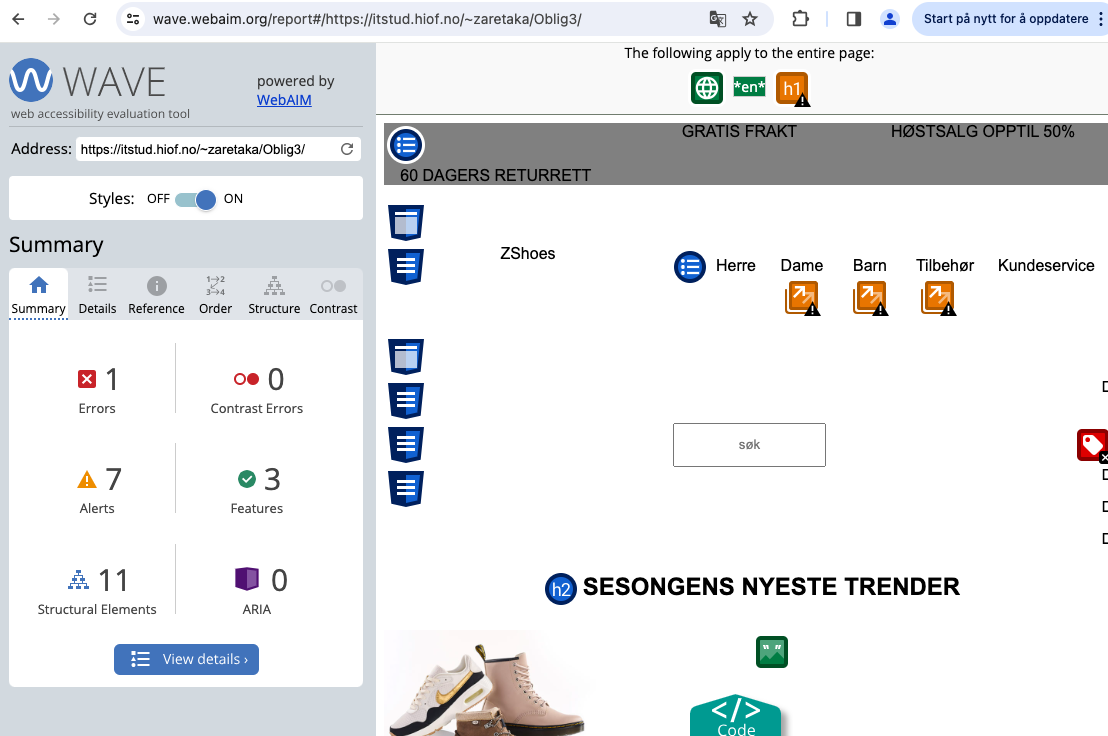 wave.webaim.org/report#/https://itstud.hiof.no/~zaretaka/Oblig3/
Start på nytt for å oppdatere
WAVE
web accessibility evaluation tool
powered by
WebAIM
Address: https://itstud.hiof.no/~zaretaka/Oblig3/
Styles: OFF ON
Summary
Summary Details Reference Order Structure Contrast
1 0
Errors Contrast Errors
7 3
Alerts Features
11 0
Structural Elements ARIA
View details ›
The following apply to the entire page:
*en* h1
GRATIS FRAKT HØSTSALG OPPTIL 50%
60 DAGERS RETURRETT
ZShoes Herre Dame Barn Tilbehør Kundeservice
søk
h2 SESONGENS NYESTE TRENDER
</>
Code